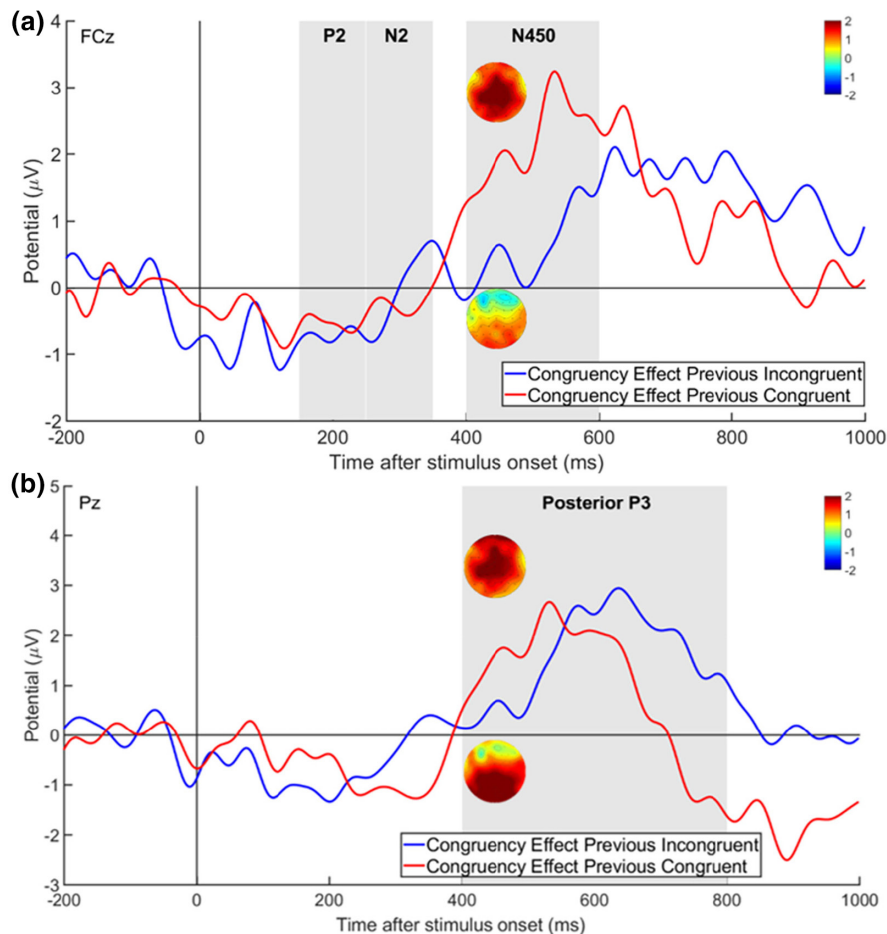 (a)
FCz
P2
N2
N450
2
1
0
-1
-2
4
3
2
1
0
-1
-2
Potential (μV)
Congruency Effect Previous Incongruent
Congruency Effect Previous Congruent
-200
0
200
400
600
800
1000
Time after stimulus onset (ms)
(b)
Pz
Posterior P3
2
1
0
-1
-2
5
4
3
2
1
0
-1
-2
-3
Potential (μV)
Congruency Effect Previous Incongruent
Congruency Effect Previous Congruent
-200
0
200
400
600
800
1000
Time after stimulus onset (ms)